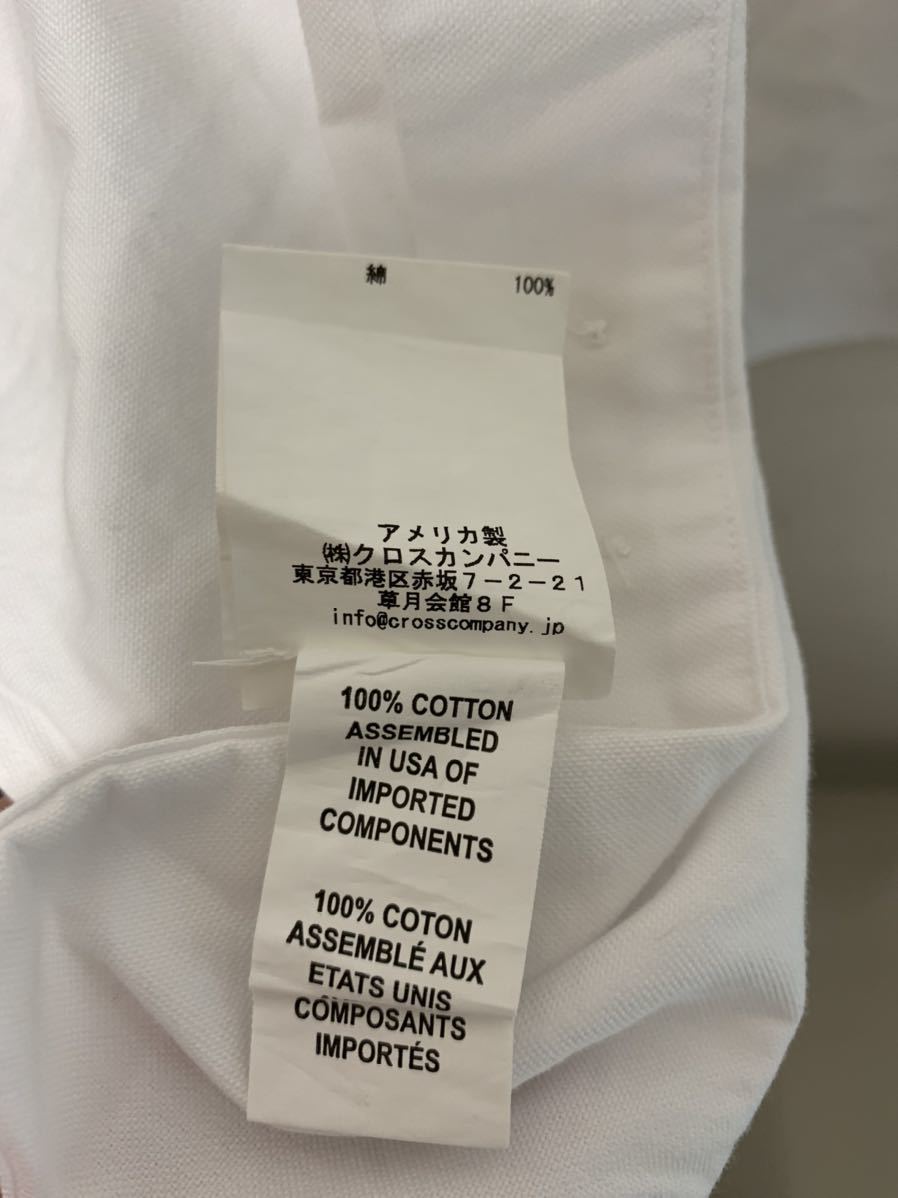 綿 100%
アメリカ製
㈱クロスカンパニー
東京都港区赤坂7-2-21
草月会館8F
info@crosscompany.jp
100% COTTON
ASSEMBLED
IN USA OF
IMPORTED
COMPONENTS
100% COTON
ASSEMBLÉ AUX
ETATS UNIS
COMPOSANTS
IMPORTÉS